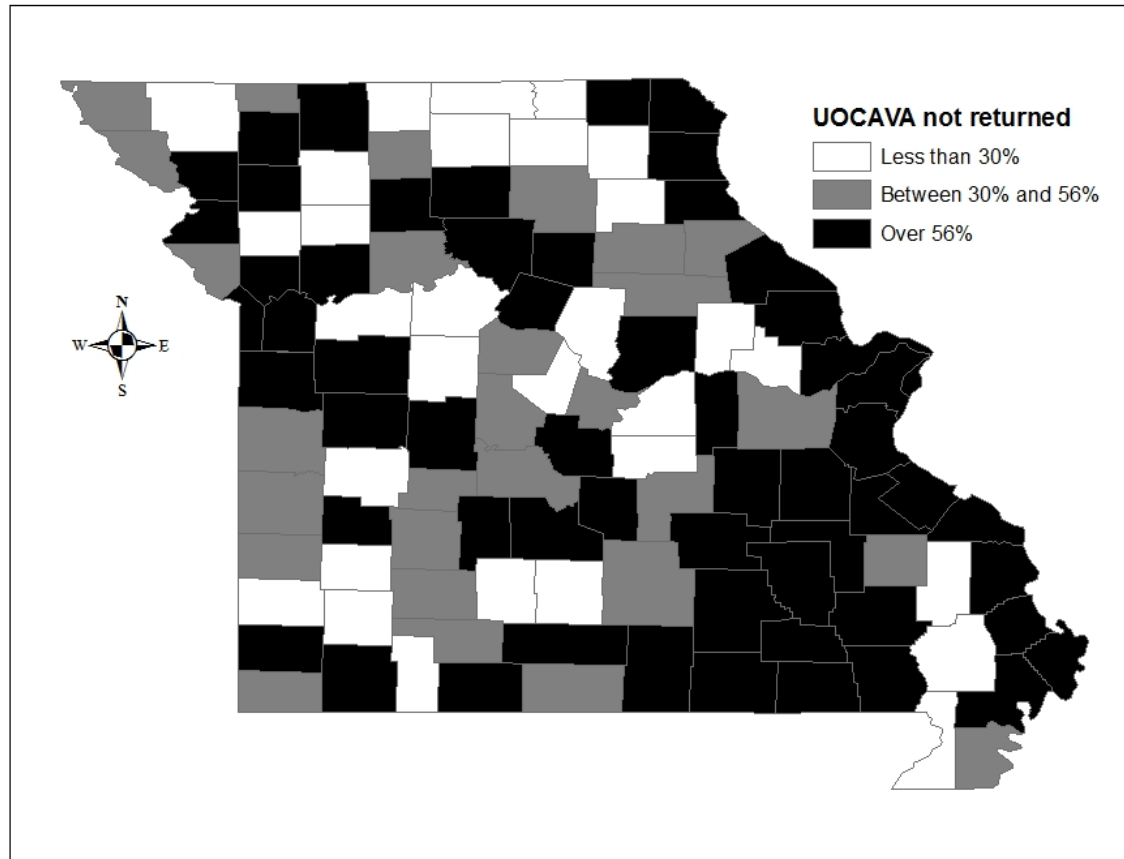 UOCAVA not returned
Less than 30%
Between 30% and 56%
Over 56%
N
W E
S